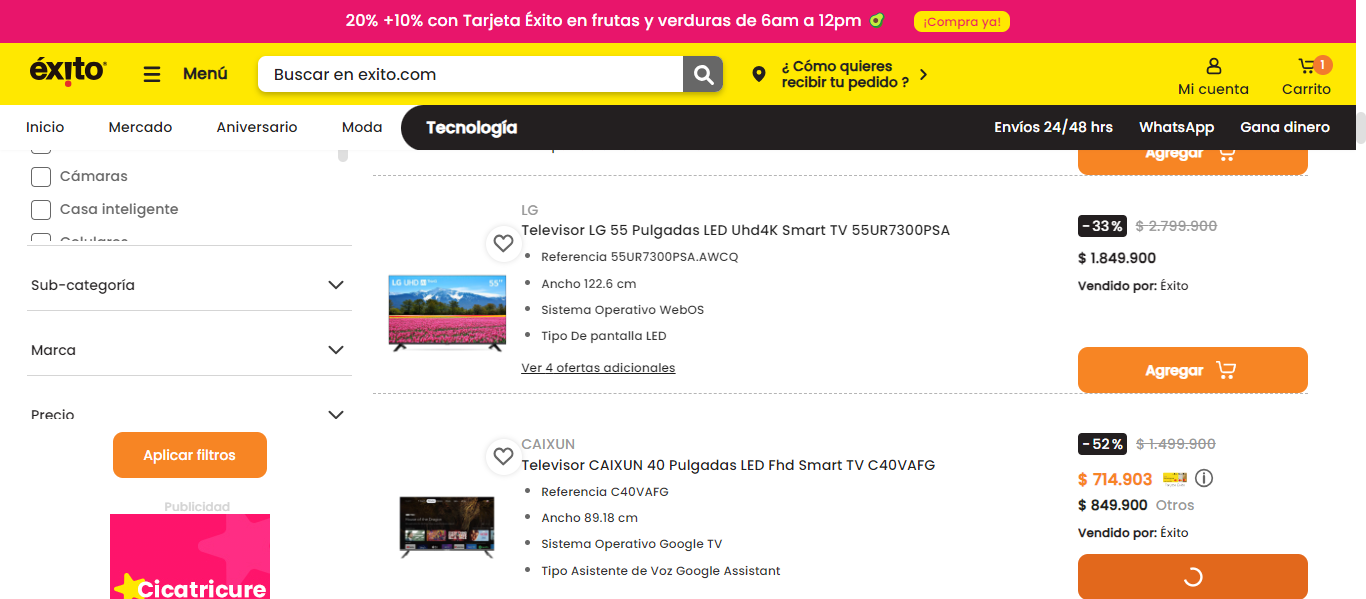 20% +10% con Tarjeta Éxito en frutas y verduras de 6am a 12pm
¡Compra ya!
éxito
Menú
Buscar en exito.com
¿ Cómo quieres
recibir tu pedido ?
Mi cuenta
1
Carrito
Inicio
Mercado
Aniversario
Moda
Tecnología
Envíos 24/48 hrs
WhatsApp
Gana dinero
Cámaras
Casa inteligente
Celulares
Sub-categoría
Marca
Precio
Aplicar filtros
Publicidad
Cicatricure
Agregar
LG
Televisor LG 55 Pulgadas LED Uhd4K Smart TV 55UR7300PSA
Referencia 55UR7300PSA.AWCQ
Ancho 122.6 cm
Sistema Operativo WebOS
Tipo De pantalla LED
Ver 4 ofertas adicionales
LG UHD
55"
-33% $ 2.799.900
$ 1.849.900
Vendido por: Éxito
Agregar
CAIXUN
Televisor CAIXUN 40 Pulgadas LED Fhd Smart TV C40VAFG
Referencia C40VAFG
Ancho 89.18 cm
Sistema Operativo Google TV
Tipo Asistente de Voz Google Assistant
-52% $ 1.499.900
$ 714.903
$ 849.900 Otros
Vendido por: Éxito